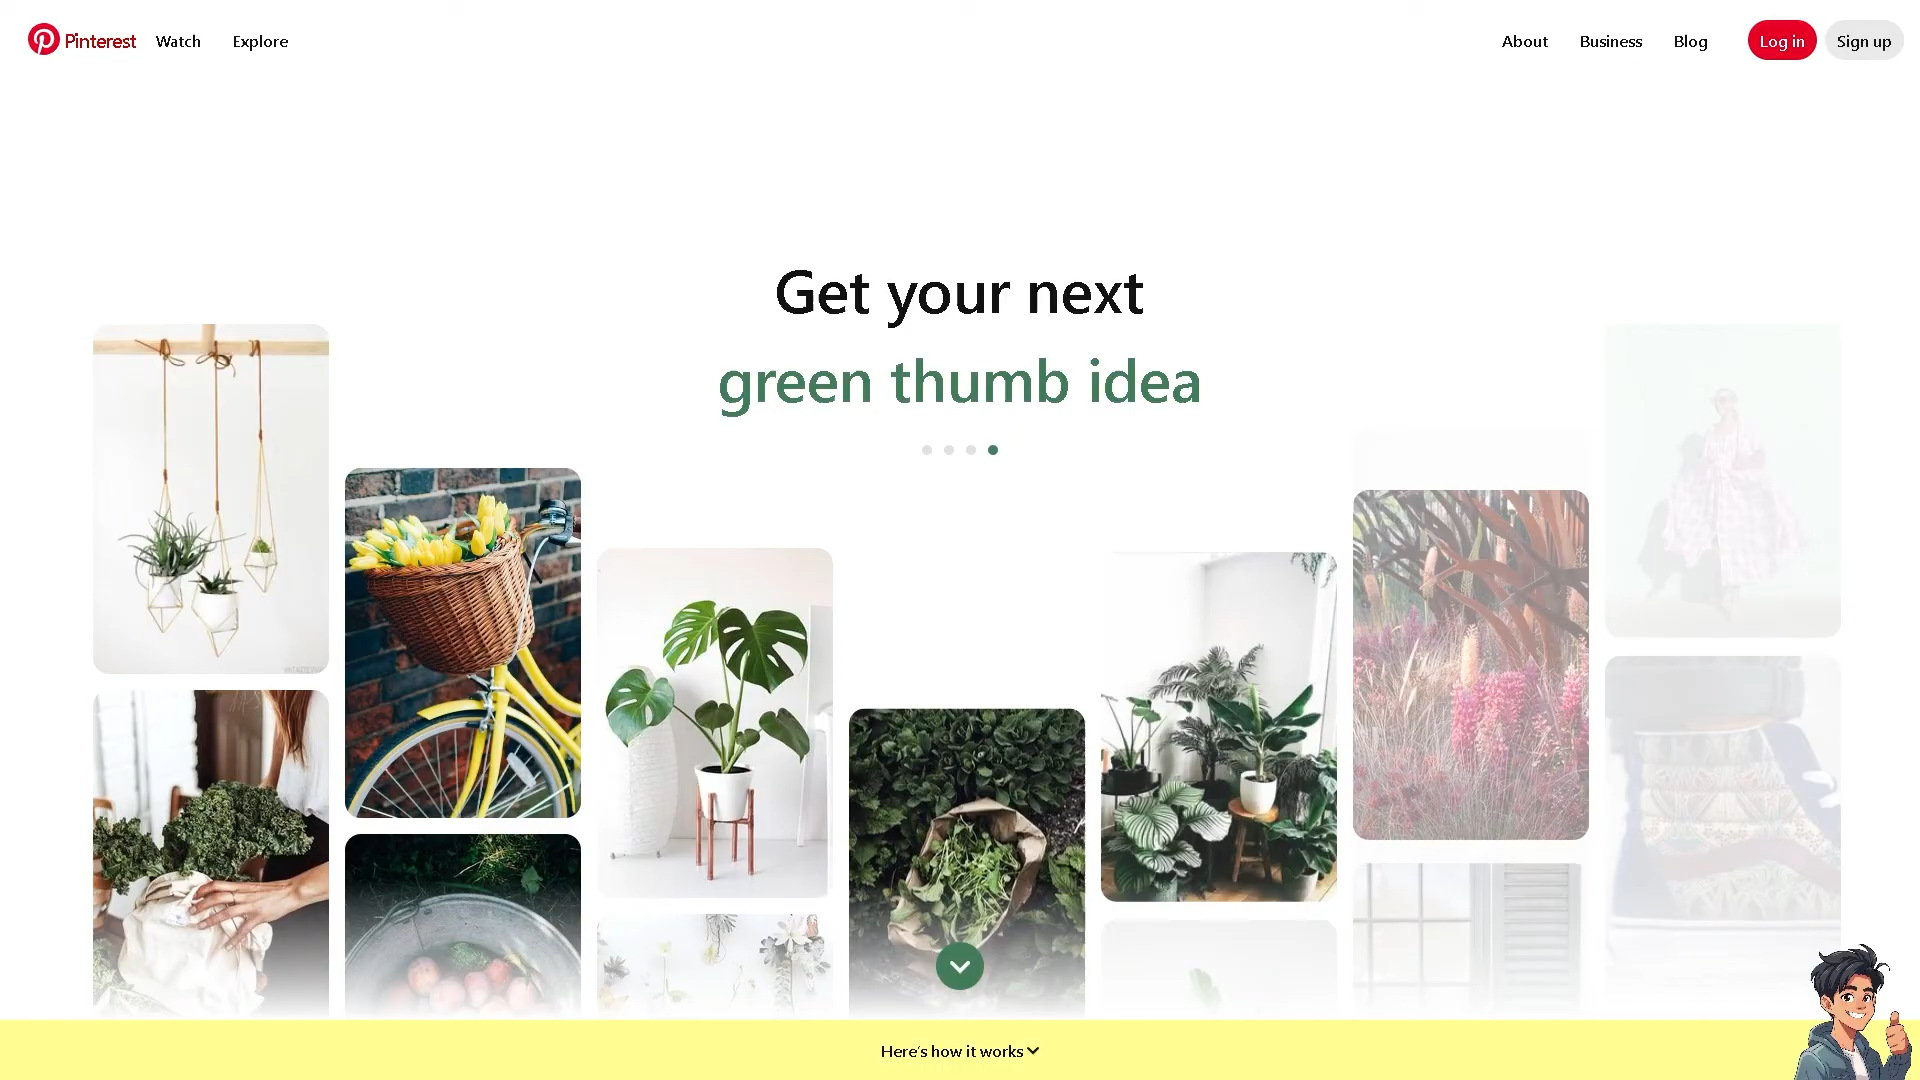 Pinterest Watch Explore About Business Blog Log in Sign up
Get your next
green thumb idea
Here's how it works